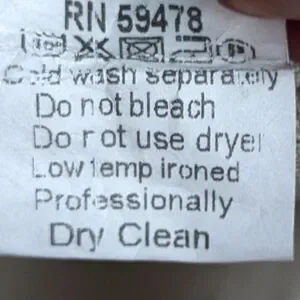 RN 59478
Cold wash separately
Do not bleach
Do not use dryer
Low temp ironed
Professionally
Dry Clean